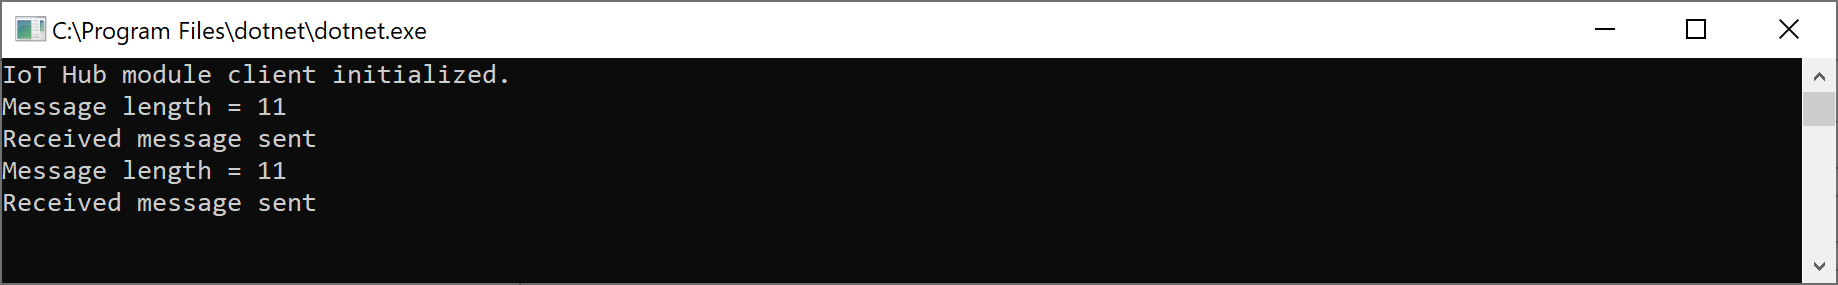 C:\Program Files\dotnet\dotnet.exe
IoT Hub module client initialized.
Message length = 11
Received message sent
Message length = 11
Received message sent